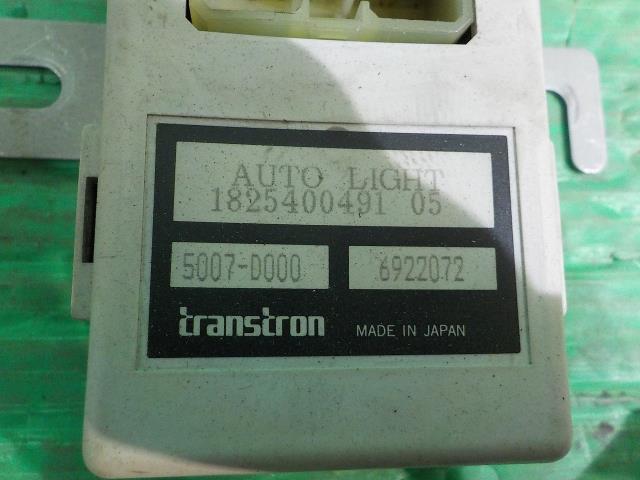 AUTO LIGHT
1825400491 05
5007-D000 6922072
transtron MADE IN JAPAN